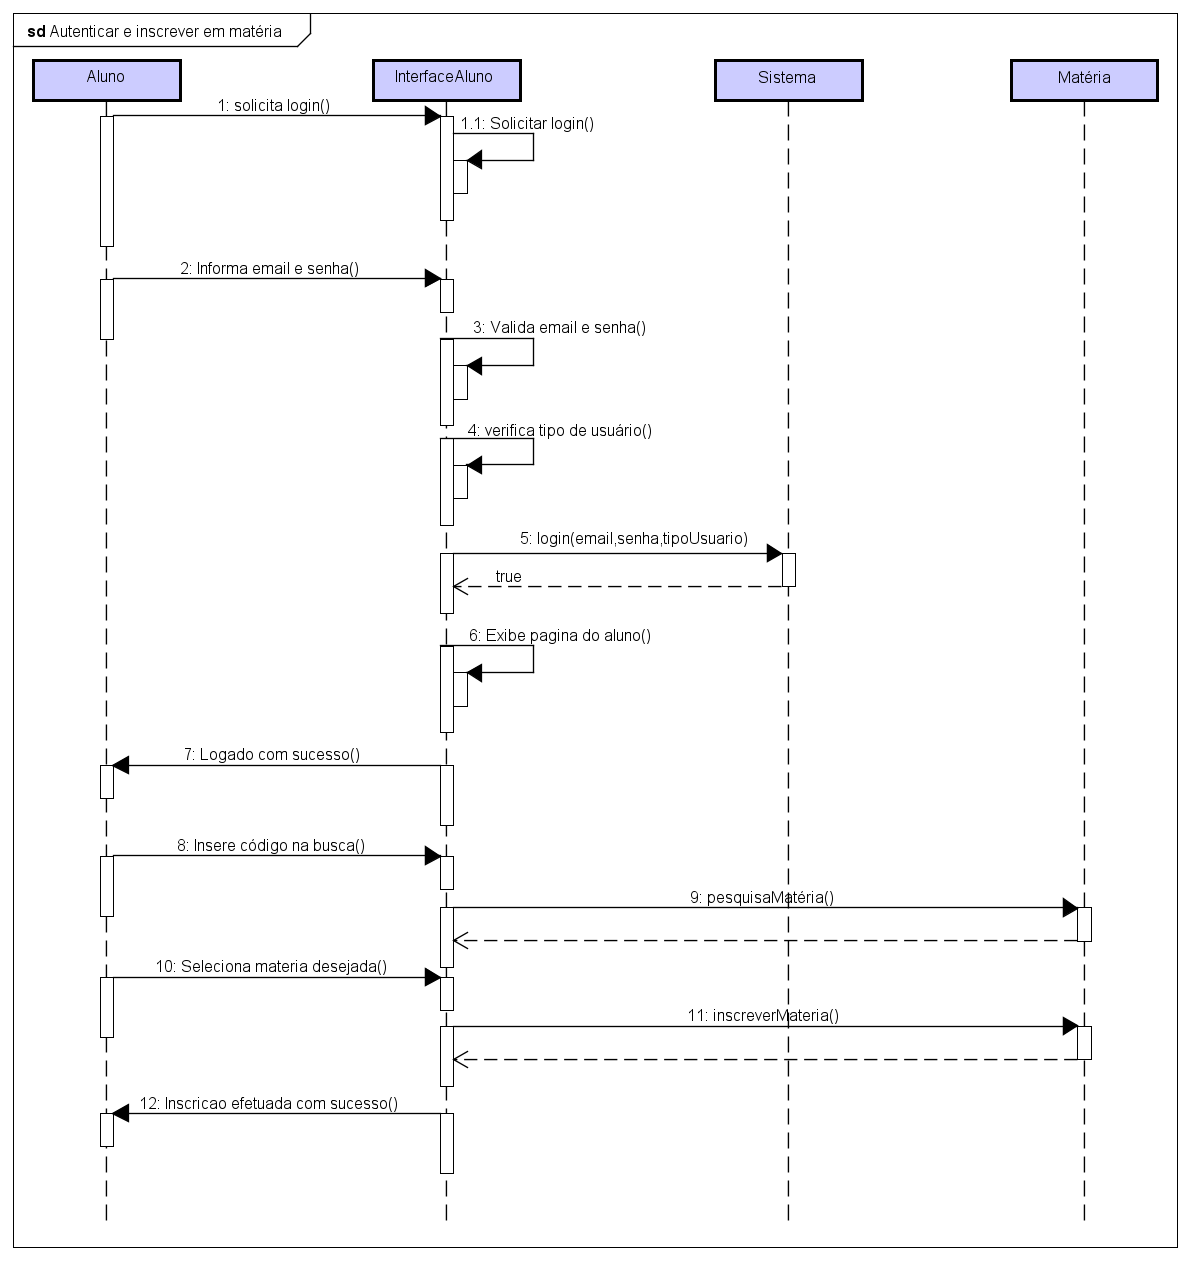 sd Autenticar e inscrever em matéria
Aluno
InterfaceAluno
Sistema
Matéria
1: solicita login()
1.1: Solicitar login()
2: Informa email e senha()
3: Valida email e senha()
4: verifica tipo de usuário()
5: login(email,senha,tipoUsuario)
true
6: Exibe pagina do aluno()
7: Logado com sucesso()
8: Insere código na busca()
9: pesquisaMatéria()
10: Seleciona materia desejada()
11: inscreverMateria()
12: Inscricao efetuada com sucesso()